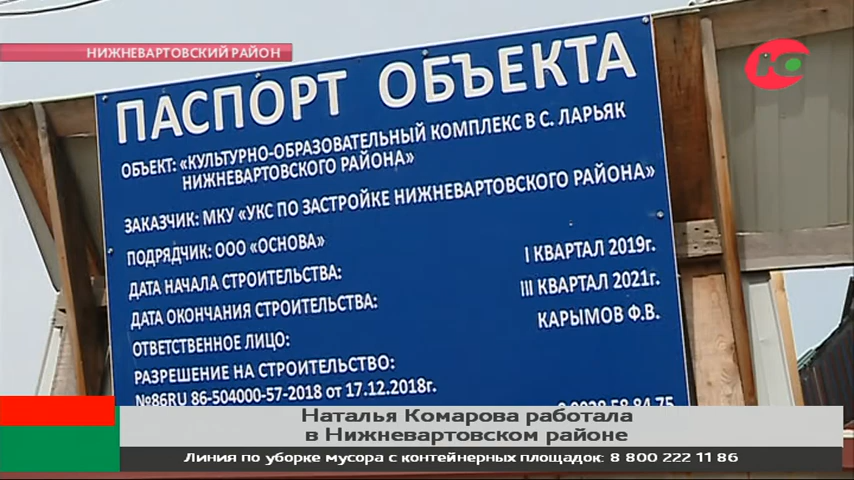 НИЖНЕВАРТОВСКИЙ РАЙОН
Ю
ПАСПОРТ ОБЪЕКТА
ОБЪЕКТ: «КУЛЬТУРНО-ОБРАЗОВАТЕЛЬНЫЙ КОМПЛЕКС В С. ЛАРЬЯК
НИЖНЕВАРТОВСКОГО РАЙОНА»
ЗАКАЗЧИК: МКУ «УКС ПО ЗАСТРОЙКЕ НИЖНЕВАРТОВСКОГО РАЙОНА»
ПОДРЯДЧИК: ООО «ОСНОВА»
ДАТА НАЧАЛА СТРОИТЕЛЬСТВА: I КВАРТАЛ 2019г.
ДАТА ОКОНЧАНИЯ СТРОИТЕЛЬСТВА: III КВАРТАЛ 2021г.
ОТВЕТСТВЕННОЕ ЛИЦО: КАРЫМОВ Ф.В.
РАЗРЕШЕНИЕ НА СТРОИТЕЛЬСТВО:
№86RU 86-504000-57-2018 от 17.12.2018г.
Наталья Комарова работала
в Нижневартовском районе
Линия по уборке мусора с контейнерных площадок: 8 800 222 11 86